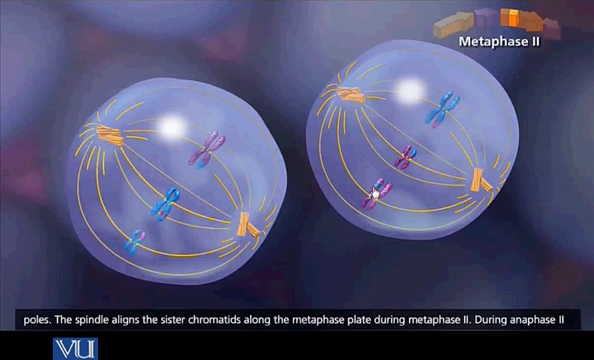 Metaphase II
poles. The spindle aligns the sister chromatids along the metaphase plate during metaphase II. During anaphase II
VU